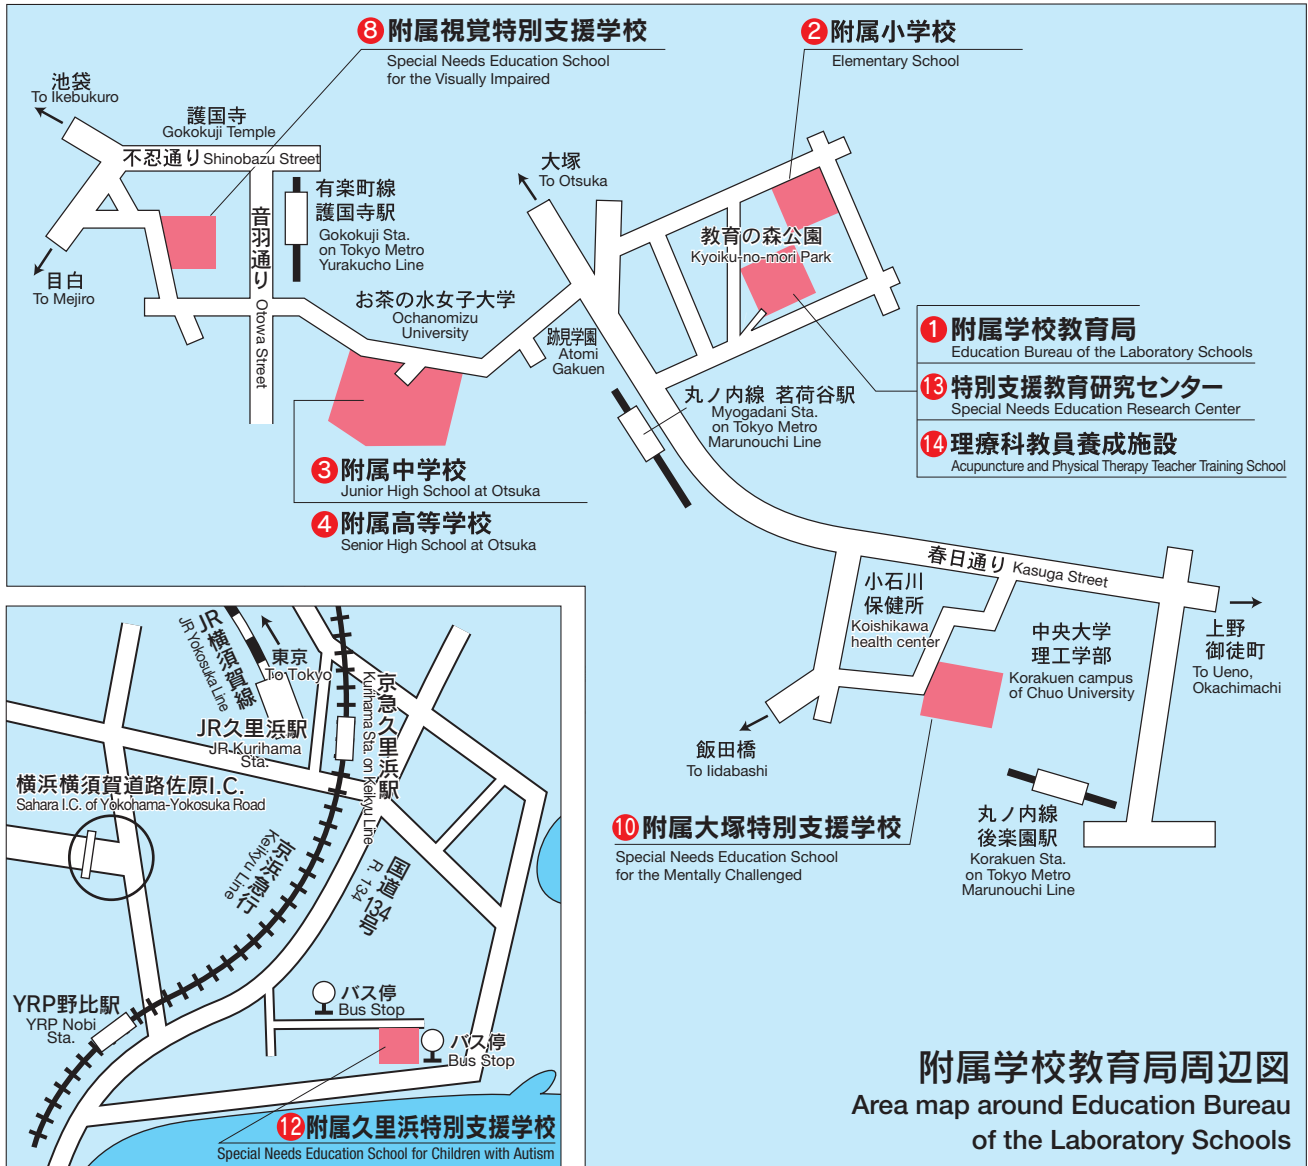 8 附属視覚特別支援学校
Special Needs Education School
for the Visually Impaired
2 附属小学校
Elementary School
池袋
To Ikebukuro
護国寺
Gokokuji Temple
不忍通り Shinobazu Street
有楽町線
護国寺駅
Gokokuji Sta.
on Tokyo Metro
Yurakucho Line
音羽通り Otowa Street
目白
To Mejiro
大塚
To Otsuka
教育の森公園
Kyoiku-no-mori Park
お茶の水女子大学
Ochanomizu
University
跡見学園
Atomi
Gakuen
1 附属学校教育局
Education Bureau of the Laboratory Schools
13 特別支援教育研究センター
Special Needs Education Research Center
14 理療科教員養成施設
Acupuncture and Physical Therapy Teacher Training School
丸ノ内線 茗荷谷駅
Myogadani Sta.
on Tokyo Metro
Marunouchi Line
3 附属中学校
Junior High School at Otsuka
4 附属高等学校
Senior High School at Otsuka
春日通り Kasuga Street
小石川
保健所
Koishikawa
health center
中央大学
理工学部
Korakuen campus
of Chuo University
上野
御徒町
To Ueno,
Okachimachi
飯田橋
To Iidabashi
10 附属大塚特別支援学校
Special Needs Education School
for the Mentally Challenged
丸ノ内線
後楽園駅
Korakuen Sta.
on Tokyo Metro
Marunouchi Line
JR横須賀線
JR Yokosuka Line
東京
To Tokyo
JR久里浜駅
JR Kurihama
Sta.
京急久里浜駅
Kurihama Sta. on Keikyu Line
横浜横須賀道路佐原I.C.
Sahara I.C. of Yokohama-Yokosuka Road
京浜急行
Keikyu Line
国道134号
R. 134
YRP野比駅
YRP Nobi
Sta.
バス停
Bus Stop
バス停
Bus Stop
12 附属久里浜特別支援学校
Special Needs Education School for Children with Autism
附属学校教育局周辺図
Area map around Education Bureau
of the Laboratory Schools